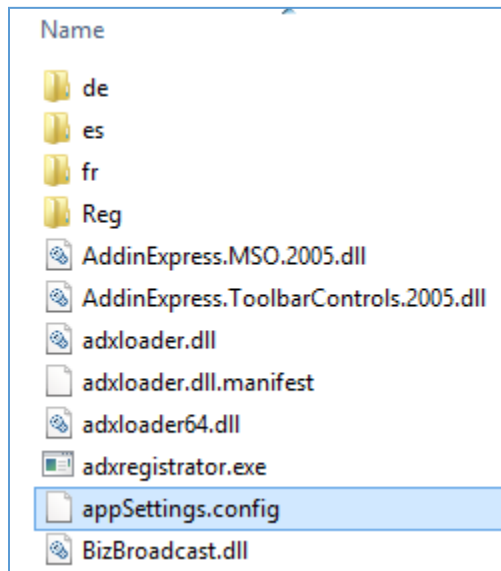 Name
de
es
fr
Reg
AddinExpress.MSO.2005.dll
AddinExpress.ToolbarControls.2005.dll
adxloader.dll
adxloader.dll.manifest
adxloader64.dll
adxregistrator.exe
appSettings.config
BizBroadcast.dll